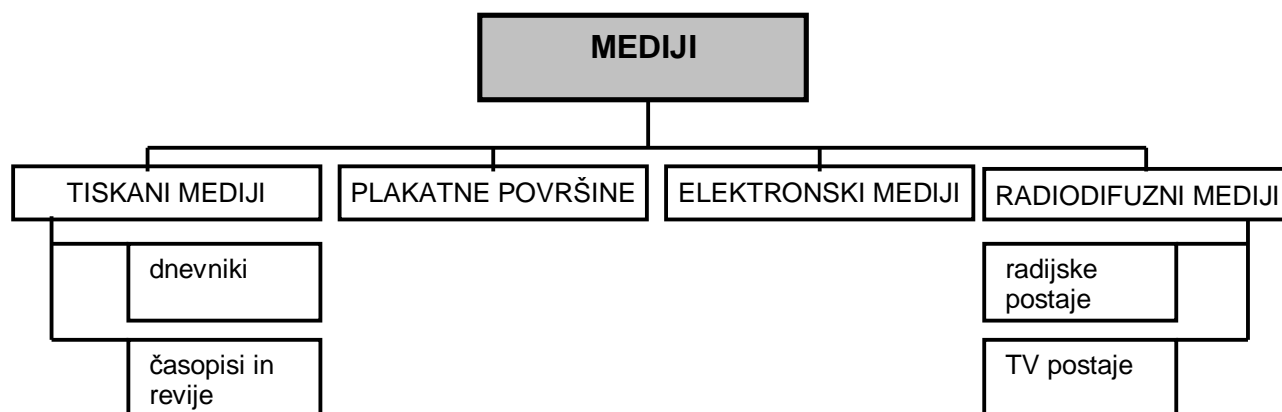 MEDIJI
TISKANI MEDIJI
PLAKATNE POVRŠINE
ELEKTRONSKI MEDIJI
RADIODIFUZNI MEDIJI
dnevniki
radijske
postaje
časopisi in
revije
TV postaje